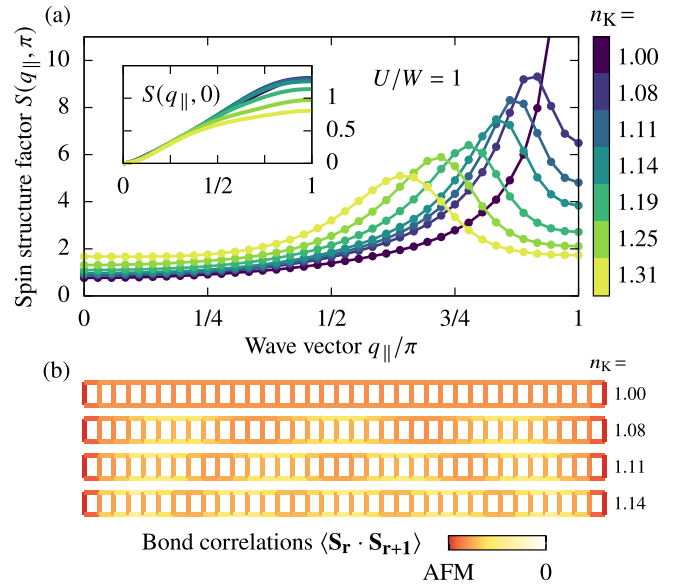 (a)
n_K =
Spin structure factor S(q_∥, π)
10
8
6
4
2
0
S(q_∥, 0)
1
0.5
0
0
1/2
1
U/W = 1
1.00
1.08
1.11
1.14
1.19
1.25
1.31
0
1/4
1/2
3/4
1
Wave vector q_∥/π
(b)
n_K =
1.00
1.08
1.11
1.14
Bond correlations ⟨S_r · S_{r+1}⟩
AFM
0